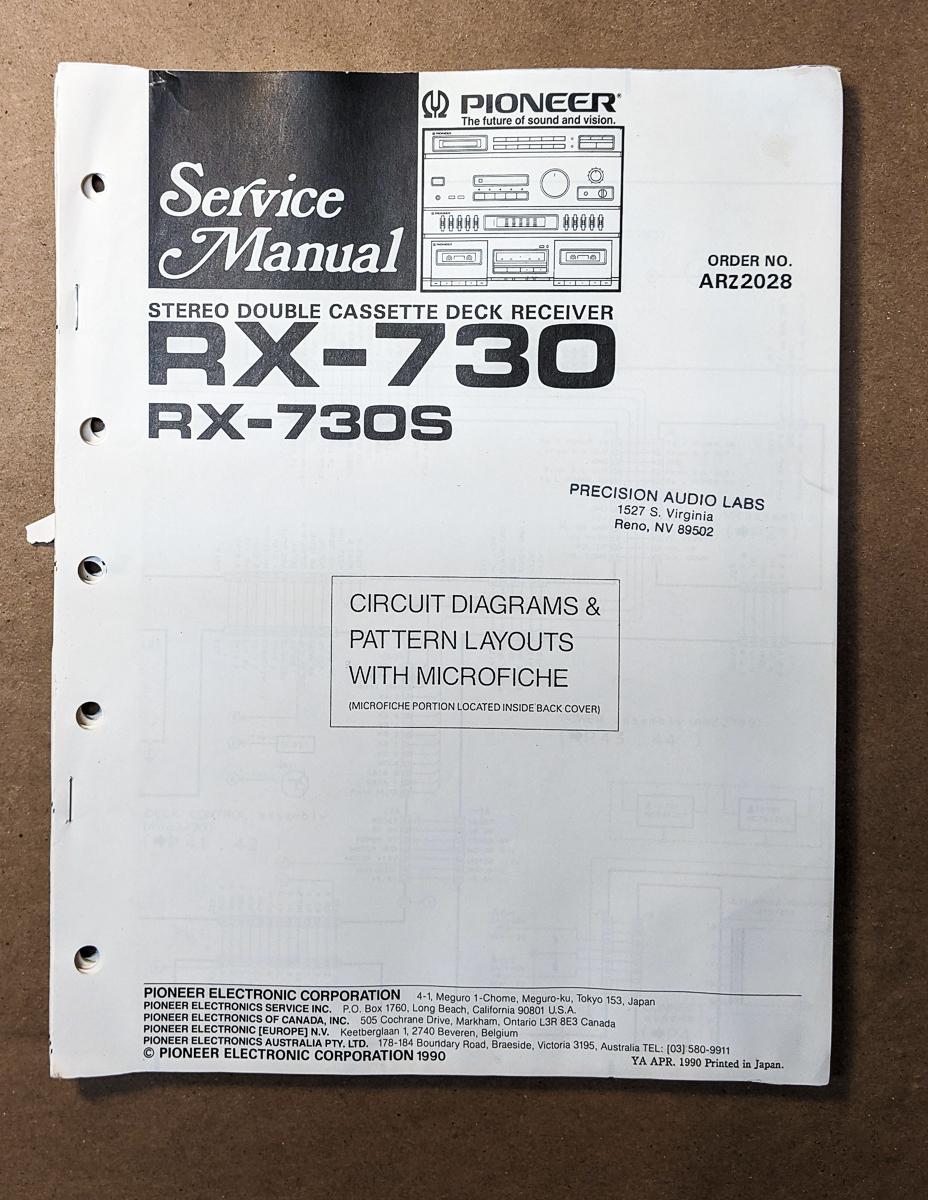 Service
Manual
PIONEER®
The future of sound and vision.
ORDER NO.
ARZ2028
STEREO DOUBLE CASSETTE DECK RECEIVER
RX-730
RX-730S
PRECISION AUDIO LABS
1527 S. Virginia
Reno, NV 89502
CIRCUIT DIAGRAMS &
PATTERN LAYOUTS
WITH MICROFICHE
(MICROFICHE PORTION LOCATED INSIDE BACK COVER)
PIONEER ELECTRONIC CORPORATION 4-1, Meguro 1-Chome, Meguro-ku, Tokyo 153, Japan
PIONEER ELECTRONICS SERVICE INC. P.O. Box 1760, Long Beach, California 90801 U.S.A.
PIONEER ELECTRONICS OF CANADA, INC. 505 Cochrane Drive, Markham, Ontario L3R 8E3 Canada
PIONEER ELECTRONIC [EUROPE] N.V. Keetberglaan 1, 2740 Beveren, Belgium
PIONEER ELECTRONICS AUSTRALIA PTY. LTD. 178-184 Boundary Road, Braeside, Victoria 3195, Australia TEL: [03] 580-9911
© PIONEER ELECTRONIC CORPORATION 1990
YA APR. 1990 Printed in Japan.